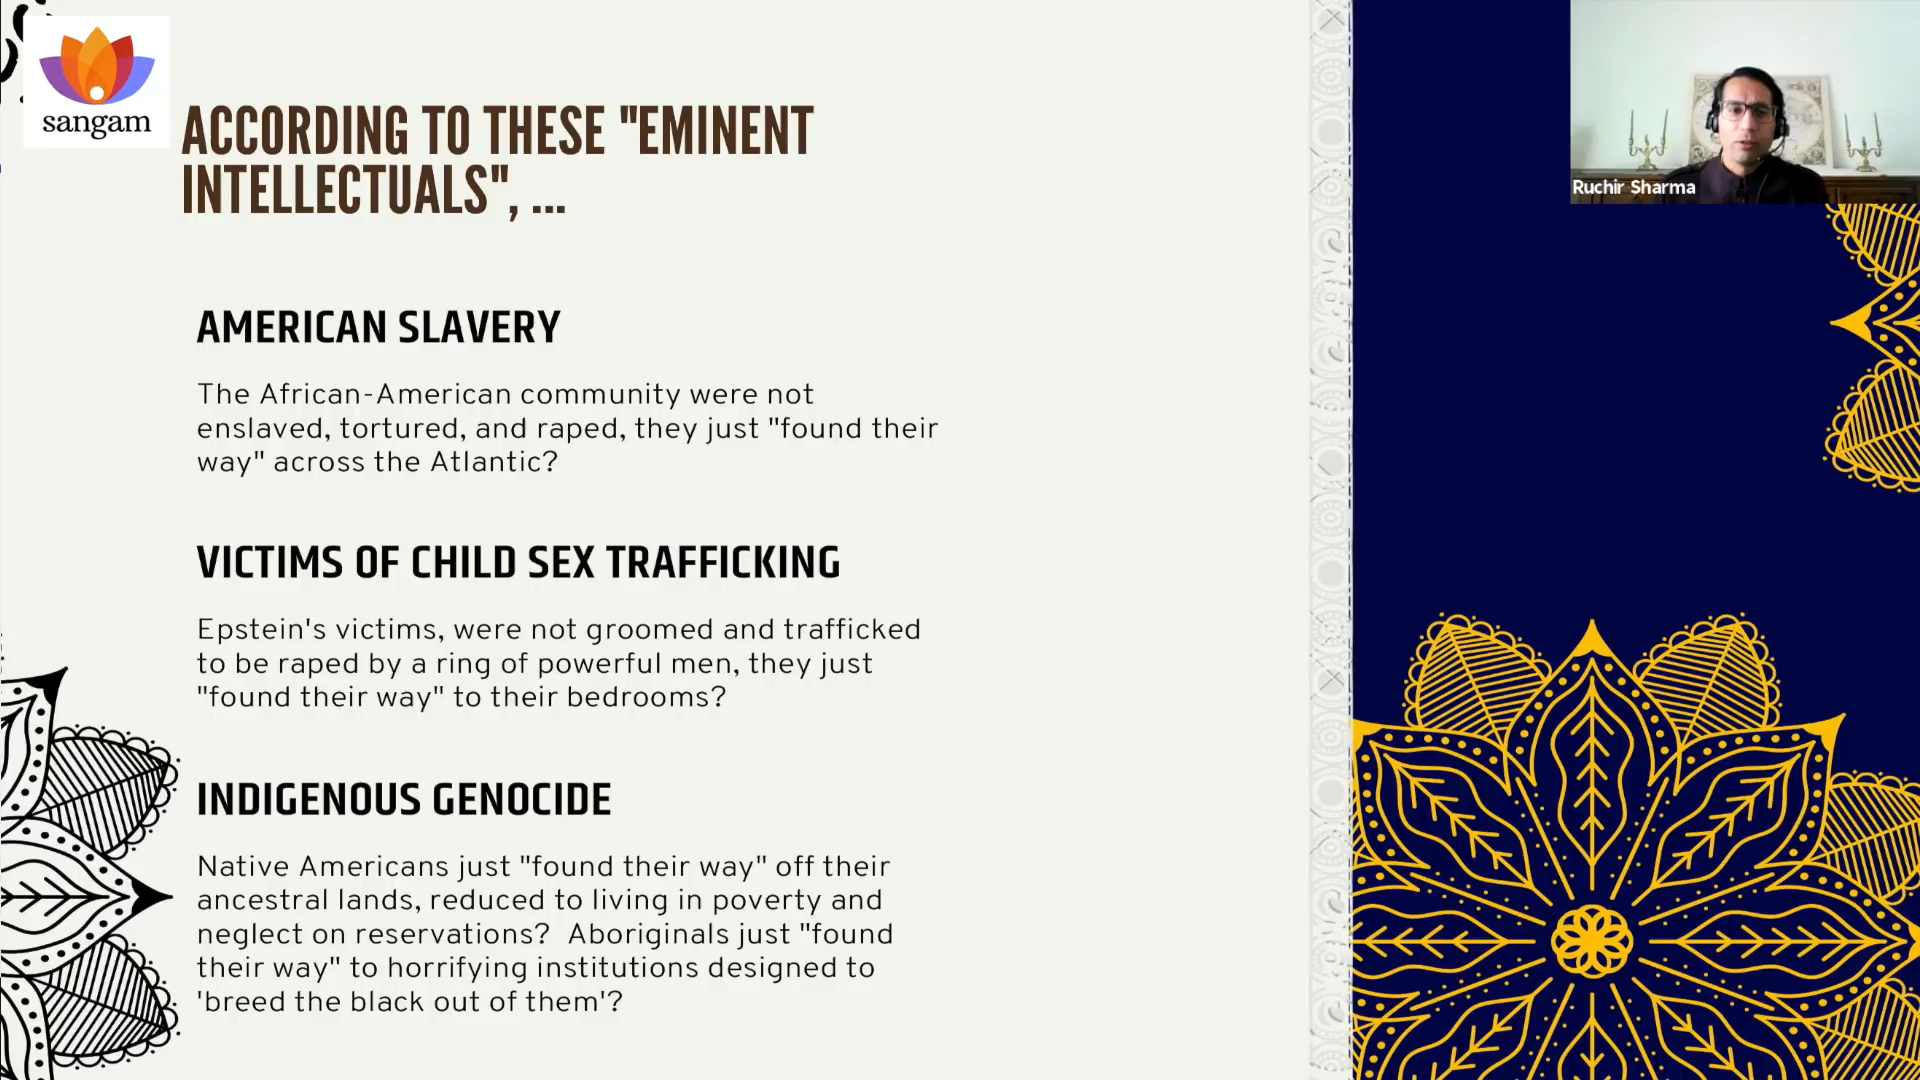 sangam
ACCORDING TO THESE "EMINENT
INTELLECTUALS", ...
Ruchir Sharma
AMERICAN SLAVERY
The African-American community were not
enslaved, tortured, and raped, they just "found their
way" across the Atlantic?
VICTIMS OF CHILD SEX TRAFFICKING
Epstein's victims, were not groomed and trafficked
to be raped by a ring of powerful men, they just
"found their way" to their bedrooms?
INDIGENOUS GENOCIDE
Native Americans just "found their way" off their
ancestral lands, reduced to living in poverty and
neglect on reservations?  Aboriginals just "found
their way" to horrifying institutions designed to
'breed the black out of them'?